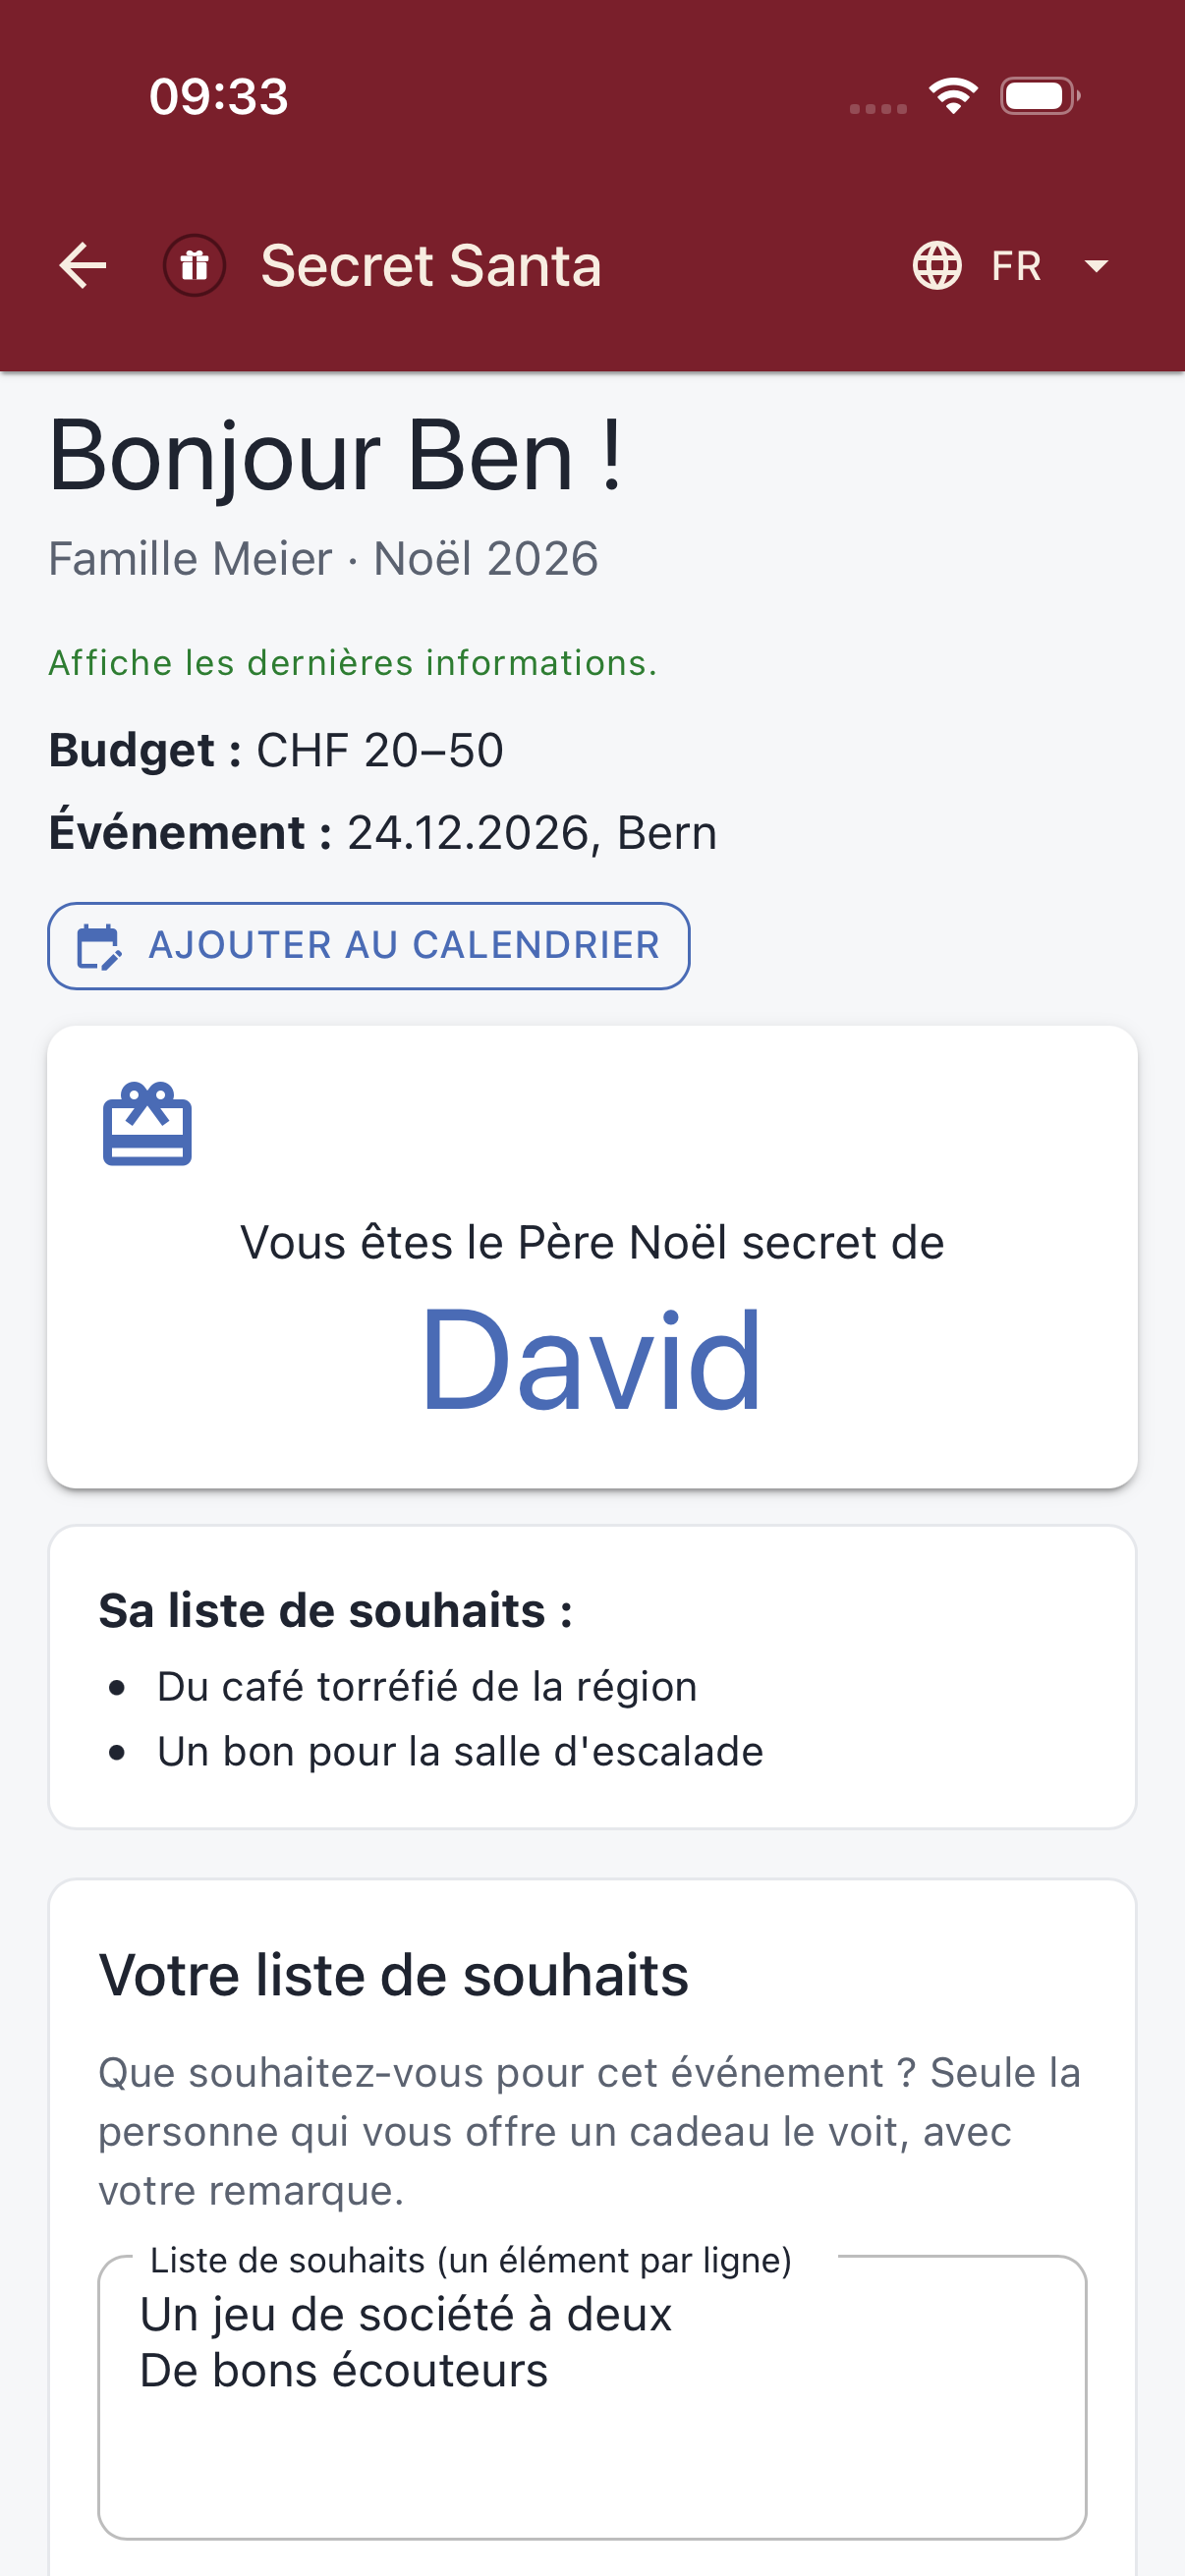 09:33
Secret Santa
FR
Bonjour Ben !
Famille Meier · Noël 2026
Affiche les dernières informations.
Budget : CHF 20–50
Événement : 24.12.2026, Bern
AJOUTER AU CALENDRIER
Vous êtes le Père Noël secret de
David
Sa liste de souhaits :
• Du café torréfié de la région
• Un bon pour la salle d'escalade
Votre liste de souhaits
Que souhaitez-vous pour cet événement ? Seule la
personne qui vous offre un cadeau le voit, avec
votre remarque.
Liste de souhaits (un élément par ligne)
Un jeu de société à deux
De bons écouteurs